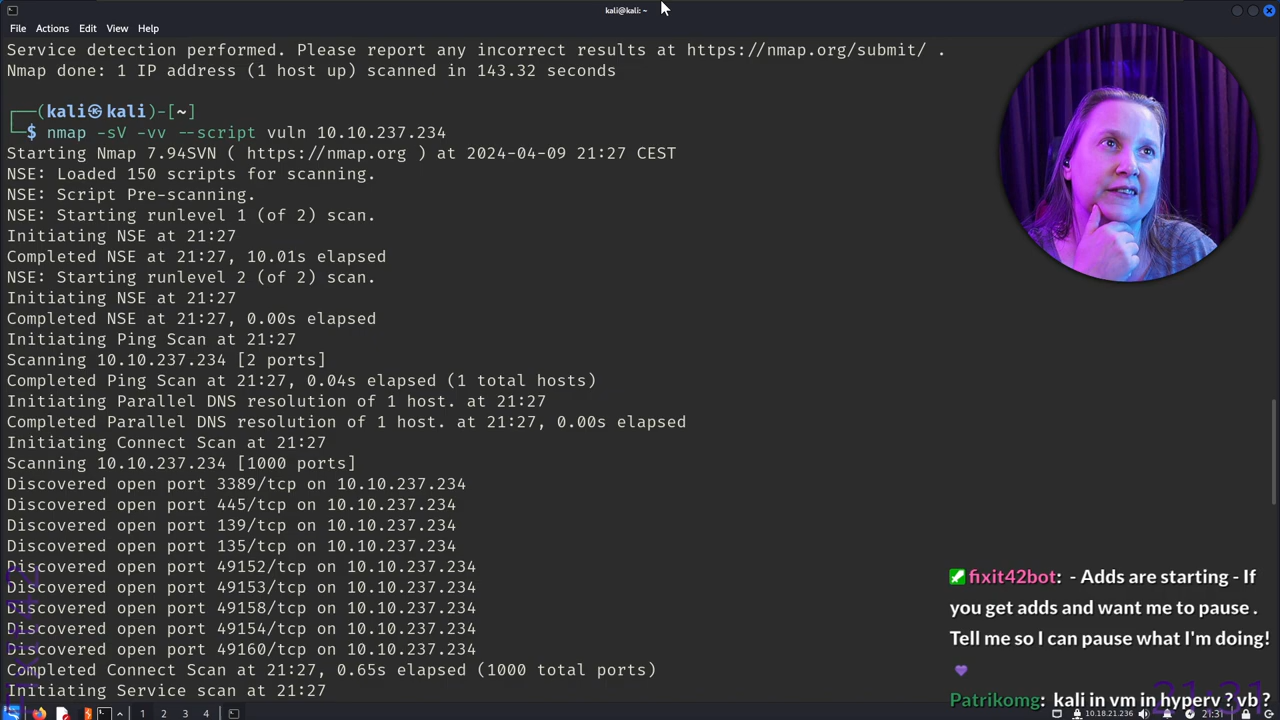 kali@kali: ~
File Actions Edit View Help
Service detection performed. Please report any incorrect results at https://nmap.org/submit/ .
Nmap done: 1 IP address (1 host up) scanned in 143.32 seconds
┌──(kali㉿kali)-[~]
└─$ nmap -sV -vv --script vuln 10.10.237.234
Starting Nmap 7.94SVN ( https://nmap.org ) at 2024-04-09 21:27 CEST
NSE: Loaded 150 scripts for scanning.
NSE: Script Pre-scanning.
NSE: Starting runlevel 1 (of 2) scan.
Initiating NSE at 21:27
Completed NSE at 21:27, 10.01s elapsed
NSE: Starting runlevel 2 (of 2) scan.
Initiating NSE at 21:27
Completed NSE at 21:27, 0.00s elapsed
Initiating Ping Scan at 21:27
Scanning 10.10.237.234 [2 ports]
Completed Ping Scan at 21:27, 0.04s elapsed (1 total hosts)
Initiating Parallel DNS resolution of 1 host. at 21:27
Completed Parallel DNS resolution of 1 host. at 21:27, 0.00s elapsed
Initiating Connect Scan at 21:27
Scanning 10.10.237.234 [1000 ports]
Discovered open port 3389/tcp on 10.10.237.234
Discovered open port 445/tcp on 10.10.237.234
Discovered open port 139/tcp on 10.10.237.234
Discovered open port 135/tcp on 10.10.237.234
Discovered open port 49152/tcp on 10.10.237.234
Discovered open port 49153/tcp on 10.10.237.234
Discovered open port 49158/tcp on 10.10.237.234
Discovered open port 49154/tcp on 10.10.237.234
Discovered open port 49160/tcp on 10.10.237.234
Completed Connect Scan at 21:27, 0.65s elapsed (1000 total ports)
Initiating Service scan at 21:27
fixit42bot: - Adds are starting - If
you get adds and want me to pause .
Tell me so I can pause what I'm doing!
💜
Patrikomg: kali in vm in hyperv ? vb ?
1 2 3 4
10.18.21.236
21:31